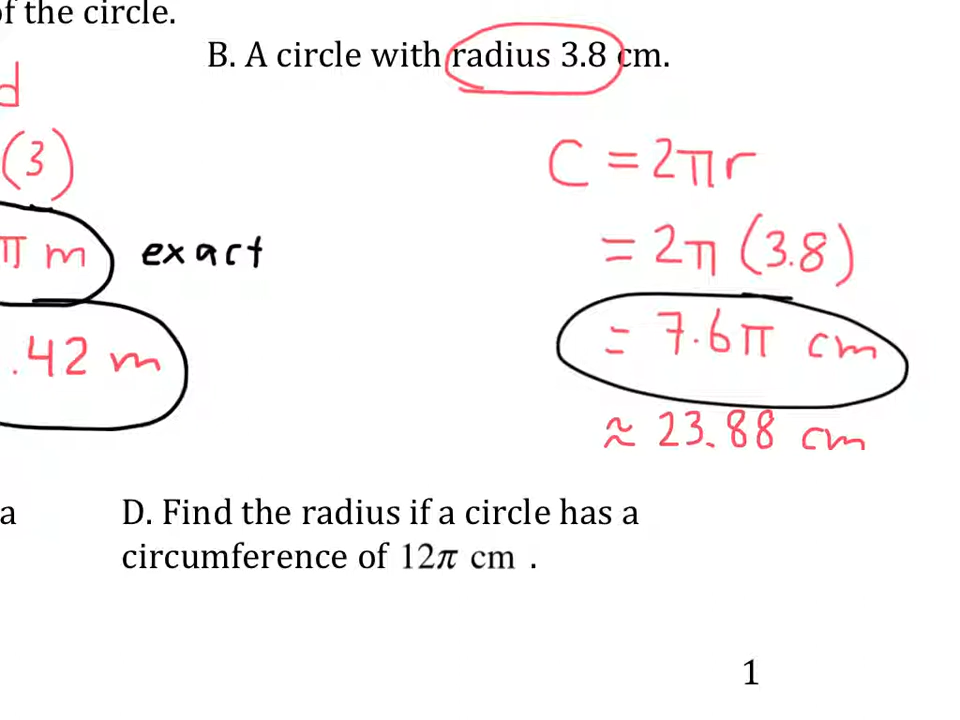 of the circle.
B. A circle with radius 3.8 cm.
d
(3)
π m exact
.42 m
C = 2πr
= 2π (3.8)
= 7.6π cm
≈ 23.88 cm
a
D. Find the radius if a circle has a
circumference of 12π cm .
1